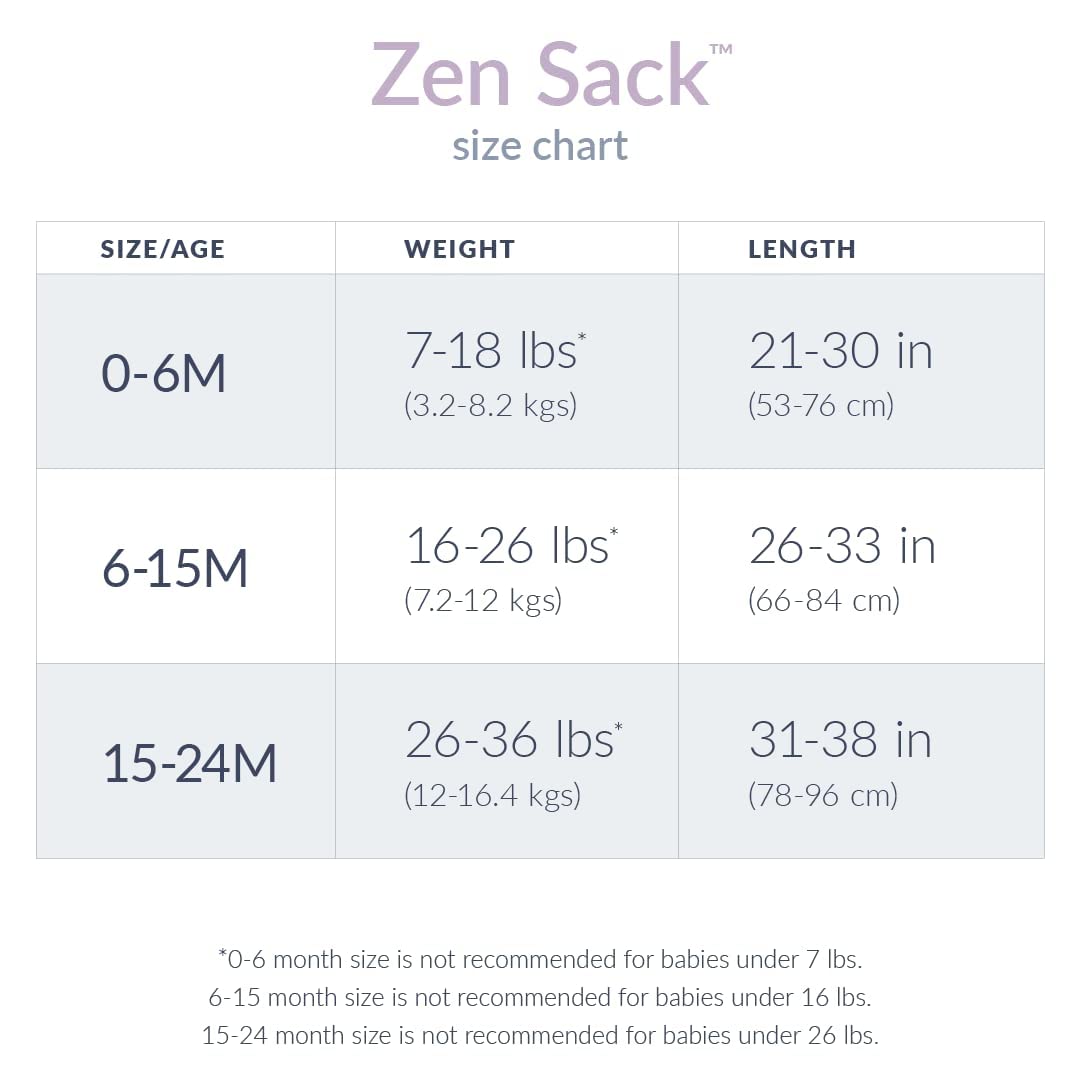 Zen Sack™
size chart
SIZE/AGE WEIGHT LENGTH
0-6M 7-18 lbs* 21-30 in
(3.2-8.2 kgs) (53-76 cm)
6-15M 16-26 lbs* 26-33 in
(7.2-12 kgs) (66-84 cm)
15-24M 26-36 lbs* 31-38 in
(12-16.4 kgs) (78-96 cm)
*0-6 month size is not recommended for babies under 7 lbs.
6-15 month size is not recommended for babies under 16 lbs.
15-24 month size is not recommended for babies under 26 lbs.